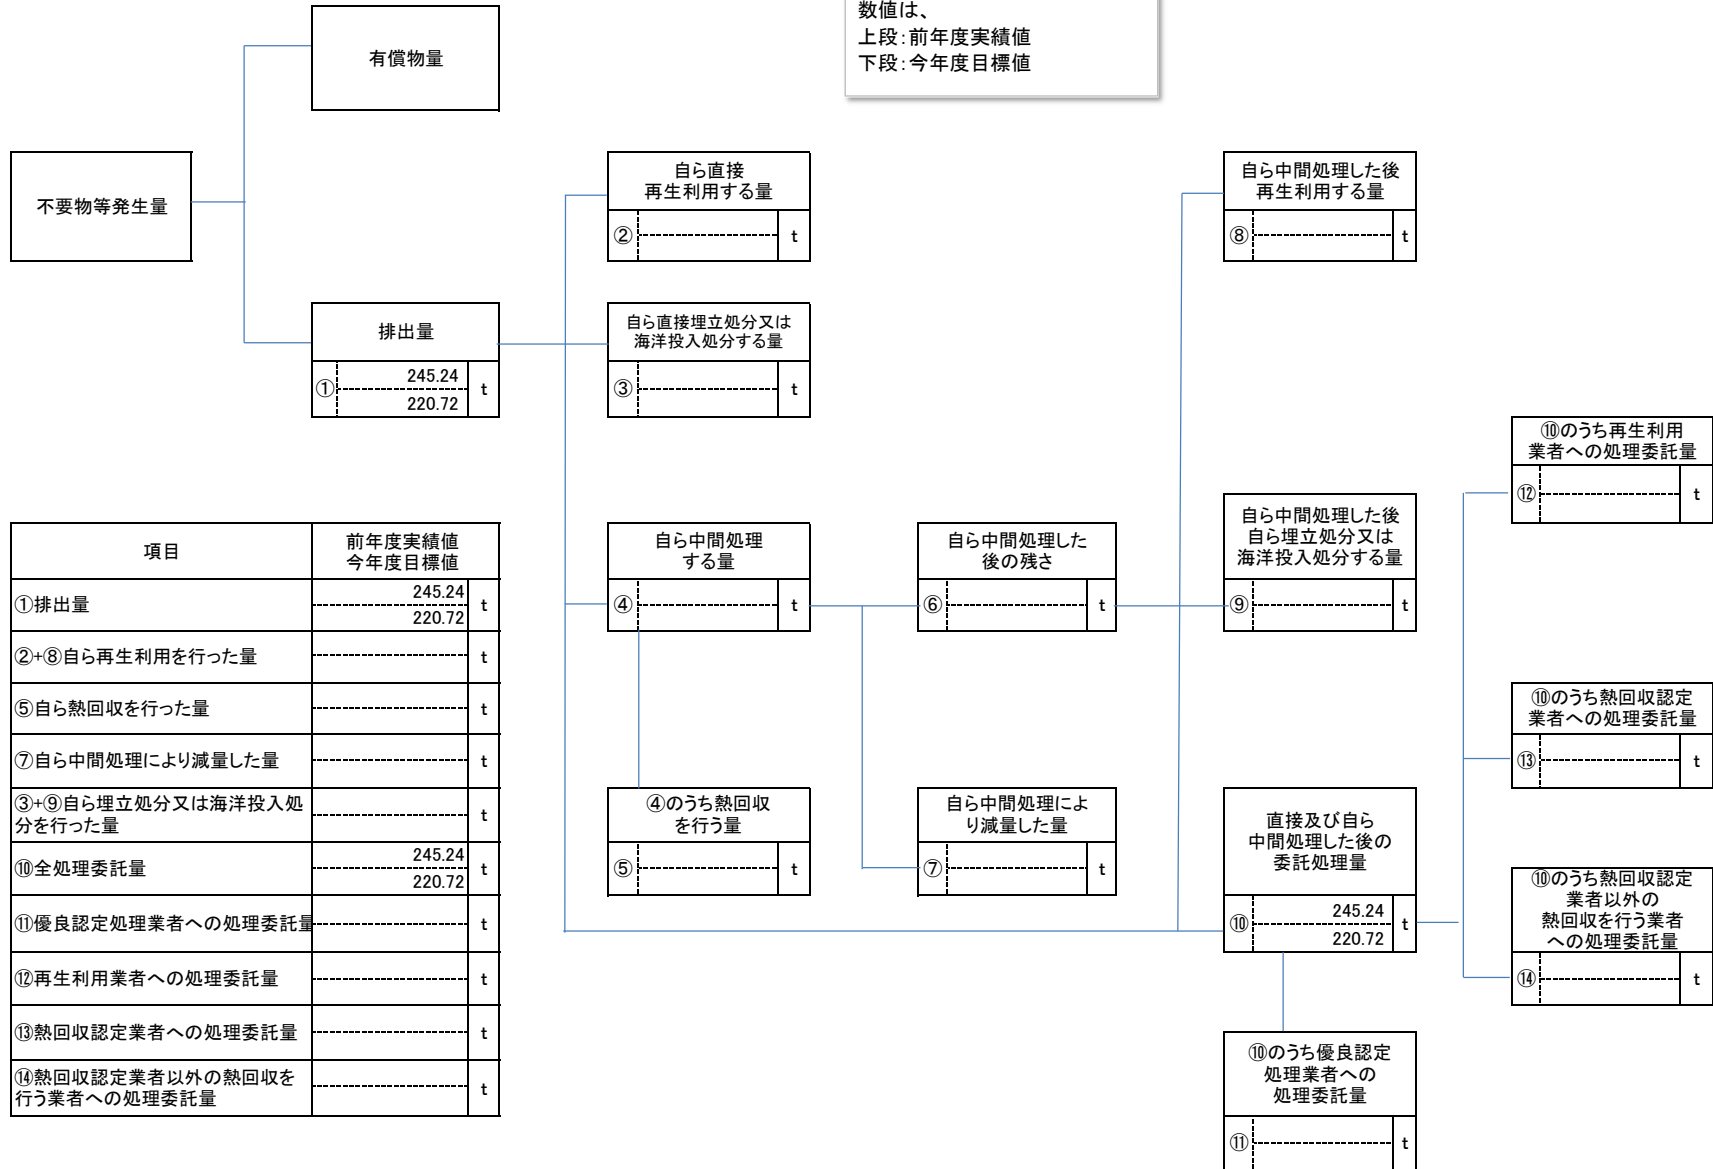 数値は、
上段：前年度実績値
下段：今年度目標値
有償物量
不要物等発生量
自ら直接
再生利用する量
② t
自ら中間処理した後
再生利用する量
⑧ t
排出量
① 245.24 t
220.72
自ら直接埋立処分又は
海洋投入処分する量
③ t
⑩のうち再生利用
業者への処理委託量
⑫ t
項目
前年度実績値
今年度目標値
①排出量 245.24 t
220.72
②+⑧自ら再生利用を行った量 t
⑤自ら熱回収を行った量 t
⑦自ら中間処理により減量した量 t
③+⑨自ら埋立処分又は海洋投入処
分を行った量 t
⑩全処理委託量 245.24 t
220.72
⑪優良認定処理業者への処理委託量 t
⑫再生利用業者への処理委託量 t
⑬熱回収認定業者への処理委託量 t
⑭熱回収認定業者以外の熱回収を
行う業者への処理委託量 t
自ら中間処理
する量
④ t
自ら中間処理した
後の残さ
⑥ t
自ら中間処理した後
自ら埋立処分又は
海洋投入処分する量
⑨ t
⑩のうち熱回収認定
業者への処理委託量
⑬ t
④のうち熱回収
を行う量
⑤ t
自ら中間処理によ
り減量した量
⑦ t
直接及び自ら
中間処理した後の
委託処理量
⑩ 245.24 t
220.72
⑩のうち熱回収認定
業者以外の
熱回収を行う業者
への処理委託量
⑭ t
⑩のうち優良認定
処理業者への
処理委託量
⑪ t